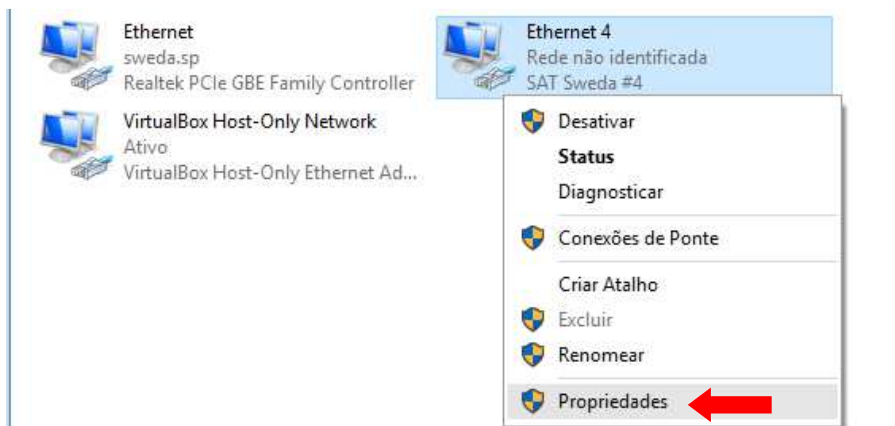 Ethernet
sweda.sp
Realtek PCIe GBE Family Controller
VirtualBox Host-Only Network
Ativo
VirtualBox Host-Only Ethernet Ad...
Ethernet 4
Rede não identificada
SAT Sweda #4
Desativar
Status
Diagnosticar
Conexões de Ponte
Criar Atalho
Excluir
Renomear
Propriedades